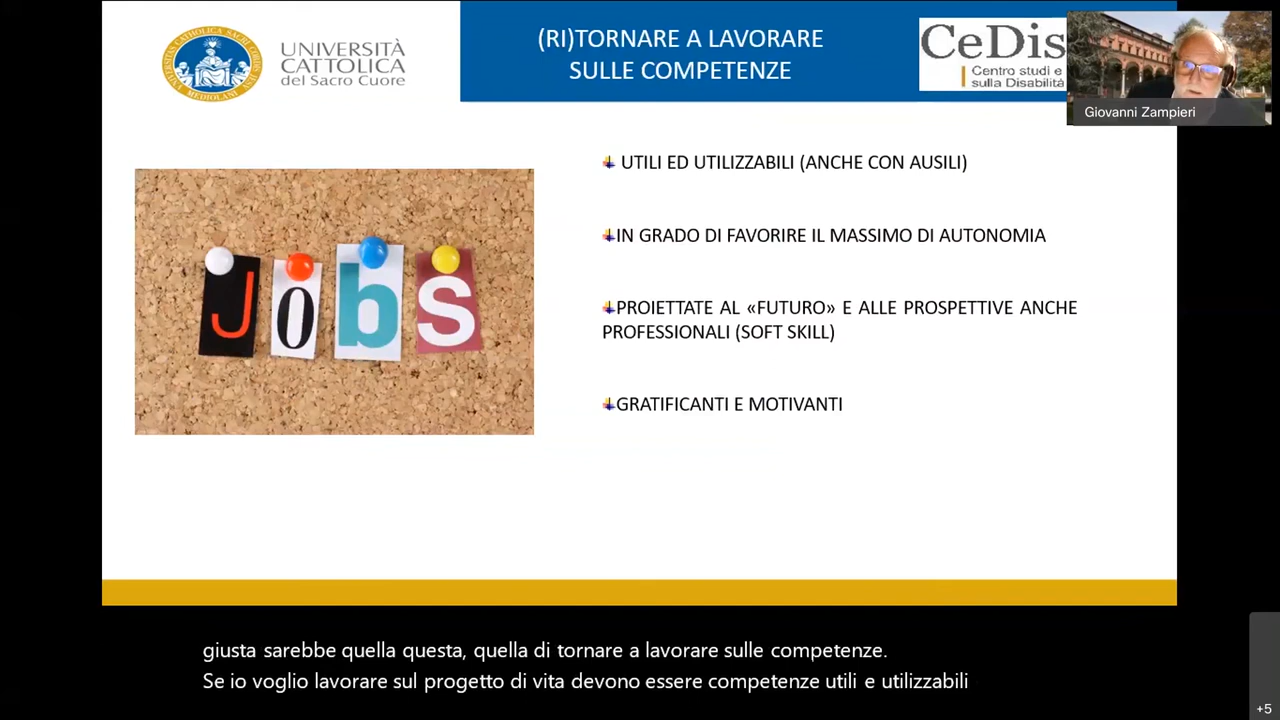 UNIVERSITÀ
CATTOLICA
del Sacro Cuore
(RI)TORNARE A LAVORARE
SULLE COMPETENZE
CeDis
Centro studi e
sulla Disabilità
Giovanni Zampieri
Jobs
UTILI ED UTILIZZABILI (ANCHE CON AUSILI)
IN GRADO DI FAVORIRE IL MASSIMO DI AUTONOMIA
PROIETTATE AL «FUTURO» E ALLE PROSPETTIVE ANCHE
PROFESSIONALI (SOFT SKILL)
GRATIFICANTI E MOTIVANTI
giusta sarebbe quella questa, quella di tornare a lavorare sulle competenze.
Se io voglio lavorare sul progetto di vita devono essere competenze utili e utilizzabili
+5